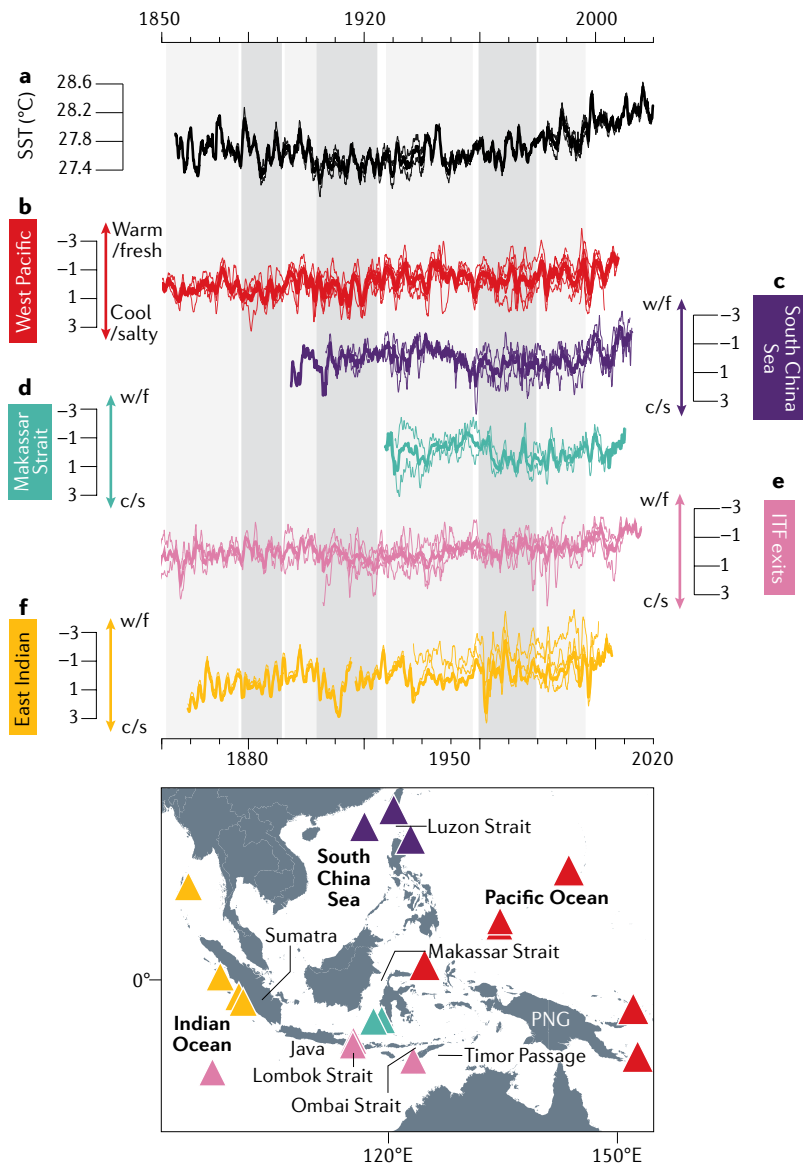 1850 1920 2000
a
SST (°C)
28.6
28.2
27.8
27.4
b
West Pacific
−3
−1
1
3
Warm
/fresh
Cool
/salty
c
South China
Sea
w/f
c/s
−3
−1
1
3
d
Makassar
Strait
−3
−1
1
3
w/f
c/s
e
ITF exits
w/f
c/s
−3
−1
1
3
f
East Indian
−3
−1
1
3
w/f
c/s
1880 1950 2020
Luzon Strait
South
China
Sea
Pacific Ocean
Sumatra
Makassar Strait
0°
Indian
Ocean
PNG
Java
Timor Passage
Lombok Strait
Ombai Strait
120°E 150°E